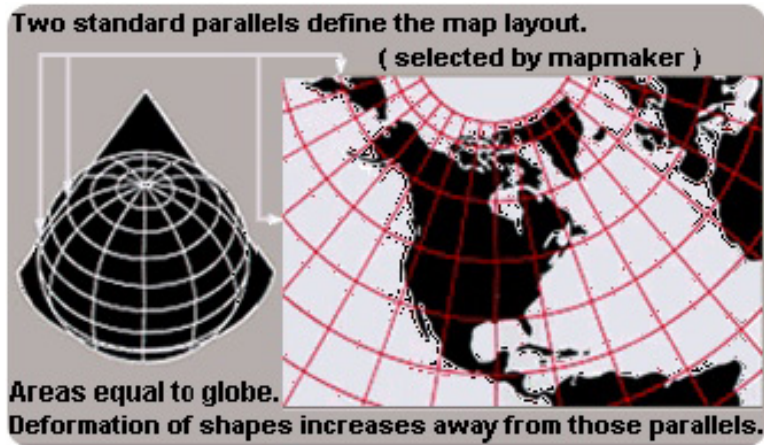 Two standard parallels define the map layout.
( selected by mapmaker )
Areas equal to globe.
Deformation of shapes increases away from those parallels.